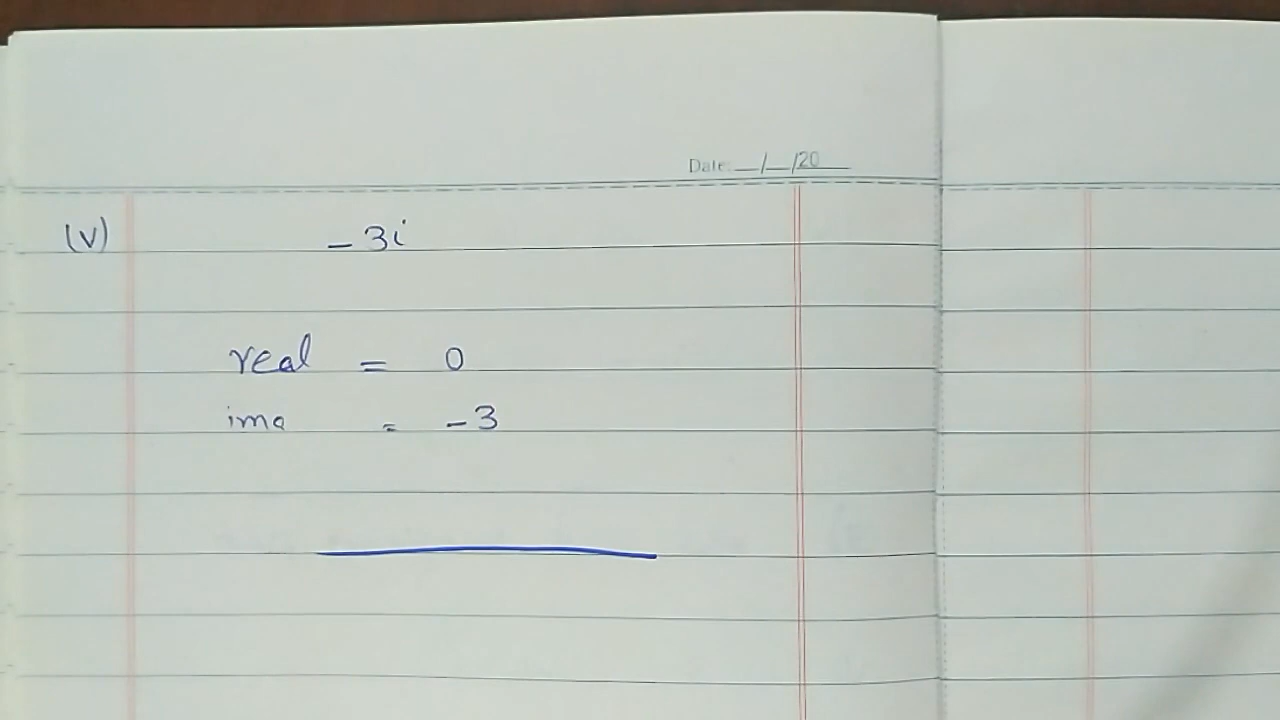 Date: __/__/20
(v) -3i
real = 0
ima = -3